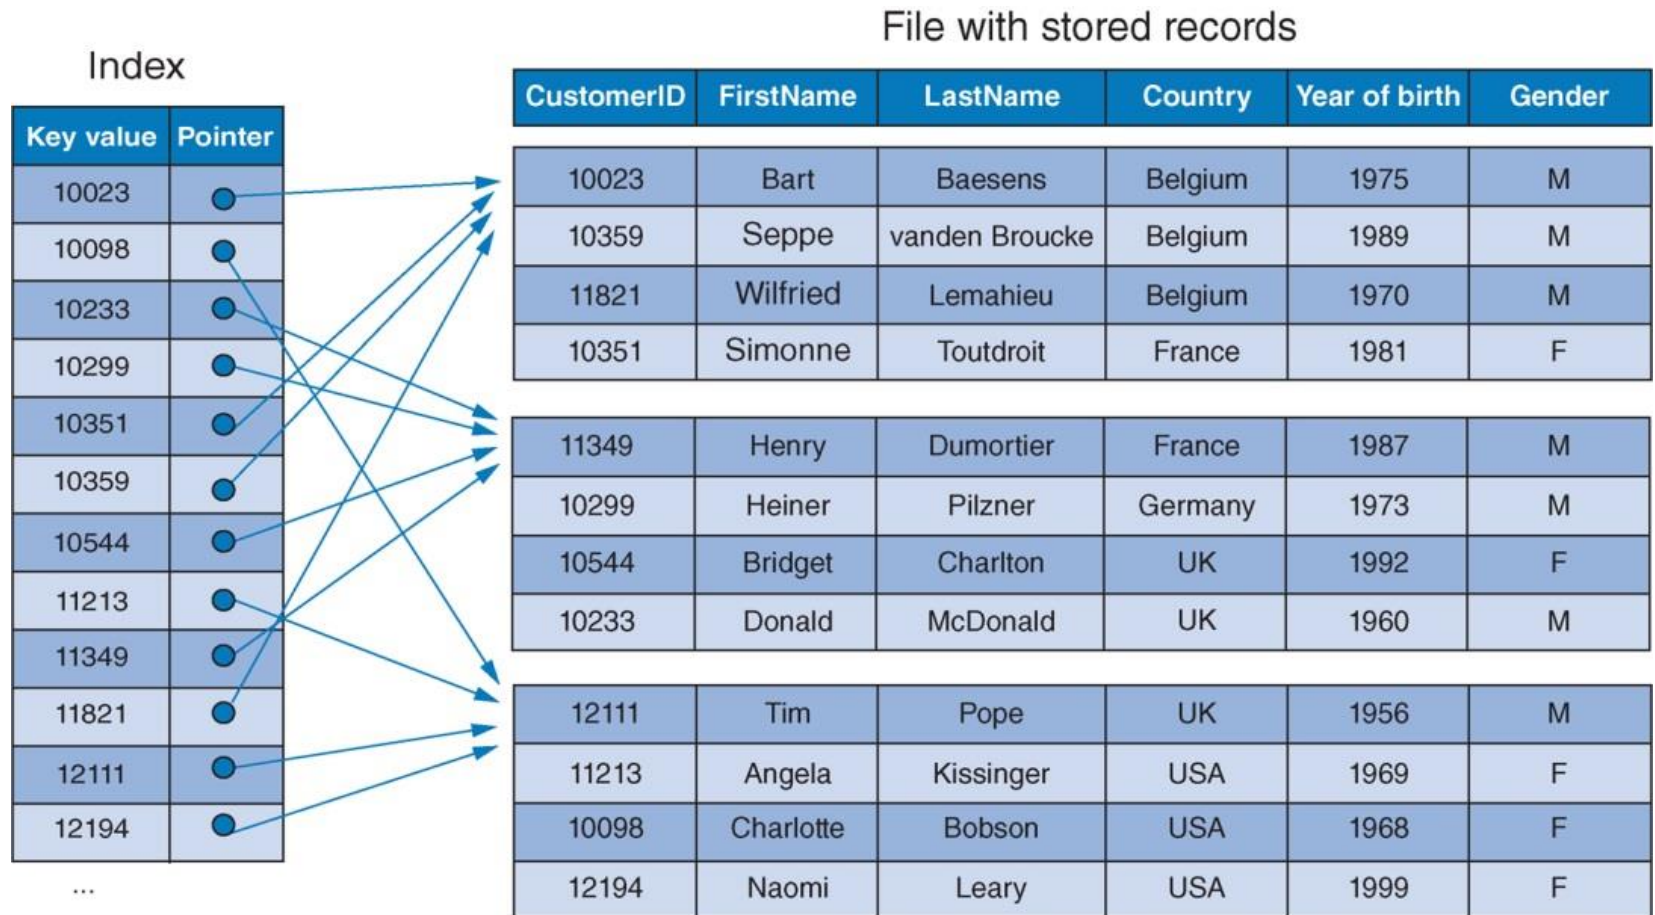 File with stored records
Index
Key value Pointer
10023
10098
10233
10299
10351
10359
10544
11213
11349
11821
12111
12194
...
CustomerID FirstName LastName Country Year of birth Gender
10023 Bart Baesens Belgium 1975 M
10359 Seppe vanden Broucke Belgium 1989 M
11821 Wilfried Lemahieu Belgium 1970 M
10351 Simonne Toutdroit France 1981 F
11349 Henry Dumortier France 1987 M
10299 Heiner Pilzner Germany 1973 M
10544 Bridget Charlton UK 1992 F
10233 Donald McDonald UK 1960 M
12111 Tim Pope UK 1956 M
11213 Angela Kissinger USA 1969 F
10098 Charlotte Bobson USA 1968 F
12194 Naomi Leary USA 1999 F